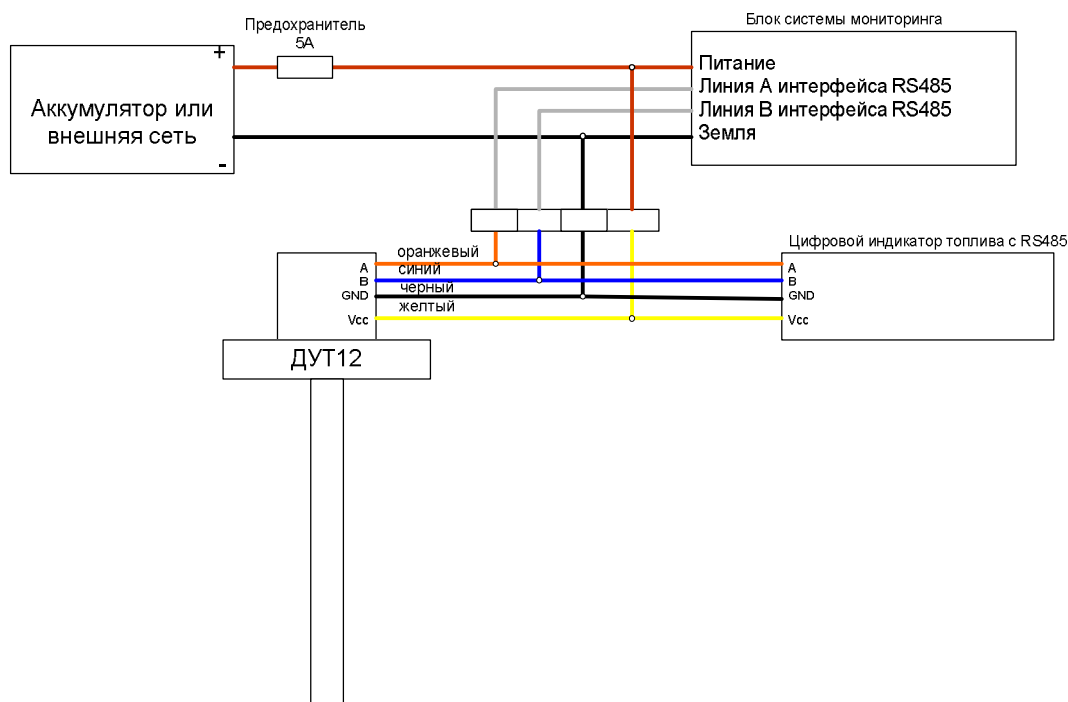 Предохранитель
5А
Блок системы мониторинга
+
Аккумулятор или
внешняя сеть
-
Питание
Линия А интерфейса RS485
Линия В интерфейса RS485
Земля
Цифровой индикатор топлива с RS485
оранжевый
синий
черный
желтый
A
B
GND
Vcc
A
B
GND
Vcc
ДУТ12